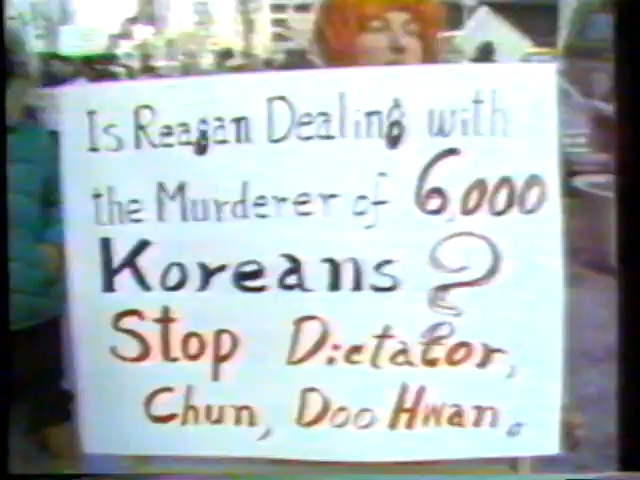 Is Reagan Dealing with
the Murderer of 6,000
Koreans?
Stop Dictator,
Chun, Doo Hwan.